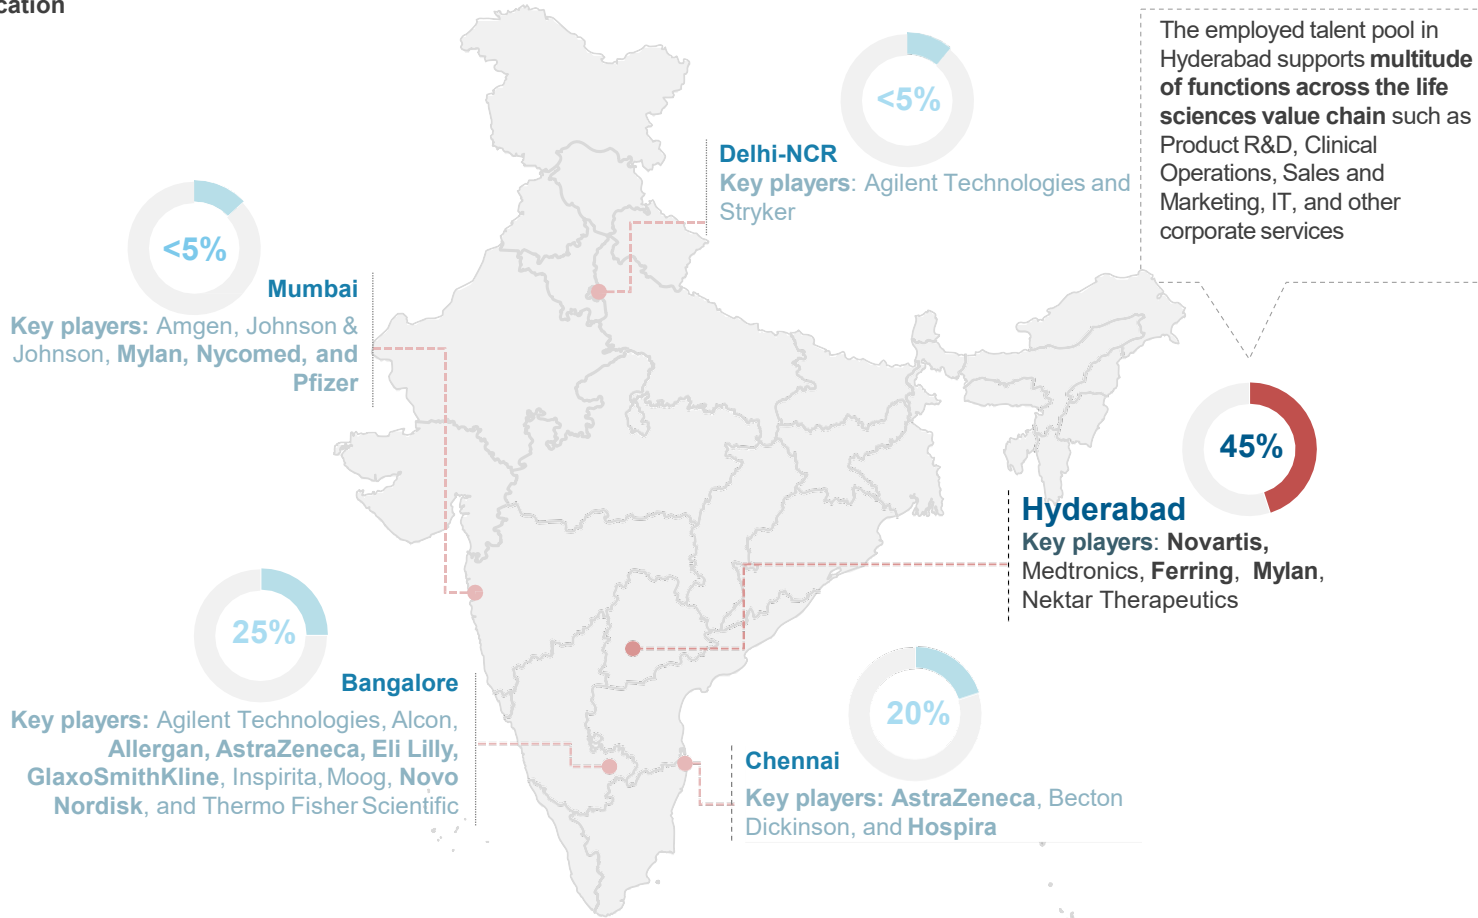 cation
The employed talent pool in
Hyderabad supports multitude
of functions across the life
sciences value chain such as
Product R&D, Clinical
Operations, Sales and
Marketing, IT, and other
corporate services
<5%
Delhi-NCR
Key players: Agilent Technologies and
Stryker
<5%
Mumbai
Key players: Amgen, Johnson &
Johnson, Mylan, Nycomed, and
Pfizer
45%
Hyderabad
Key players: Novartis,
Medtronics, Ferring, Mylan,
Nektar Therapeutics
25%
Bangalore
Key players: Agilent Technologies, Alcon,
Allergan, AstraZeneca, Eli Lilly,
GlaxoSmithKline, Inspirita, Moog, Novo
Nordisk, and Thermo Fisher Scientific
20%
Chennai
Key players: AstraZeneca, Becton
Dickinson, and Hospira